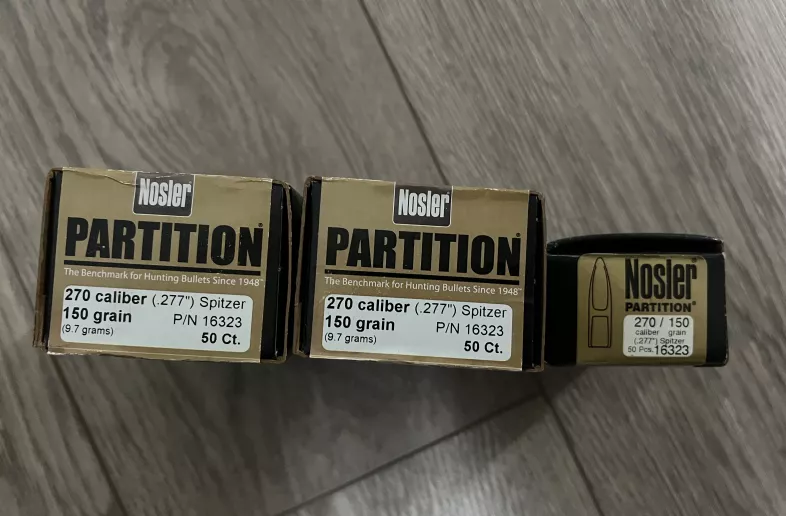 Nosler®
PARTITION®
The Benchmark for Hunting Bullets Since 1948™
270 caliber (.277") Spitzer
150 grain P/N 16323
(9.7 grams) 50 Ct.
Nosler®
PARTITION®
The Benchmark for Hunting Bullets Since 1948™
270 caliber (.277") Spitzer
150 grain P/N 16323
(9.7 grams) 50 Ct.
Nosler®
PARTITION®
270 / 150
caliber grain
(.277") Spitzer
50 Pcs. 16323